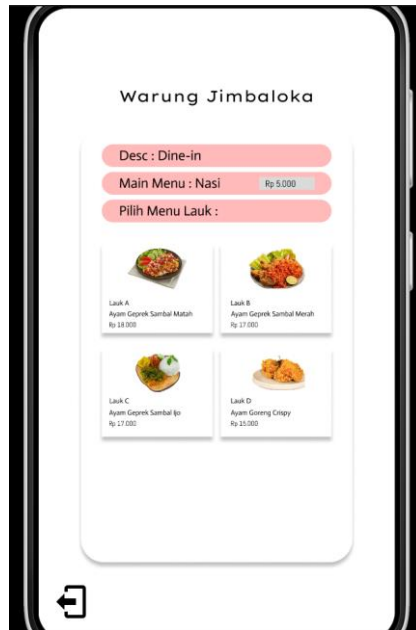 Warung Jimbaloka
Desc : Dine-in
Main Menu : Nasi
Rp 5.000
Pilih Menu Lauk :
Lauk A
Ayam Geprek Sambal Matah
Rp 18.000
Lauk B
Ayam Geprek Sambal Merah
Rp 17.000
Lauk C
Ayam Geprek Sambal Ijo
Rp 17.000
Lauk D
Ayam Goreng Crispy
Rp 15.000